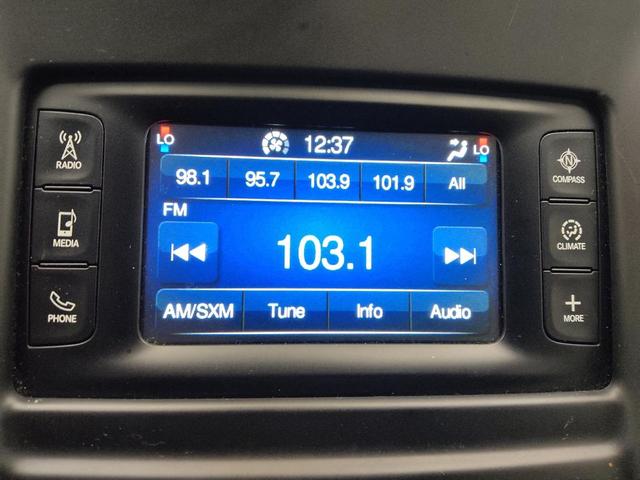 LO 12:37 LO
RADIO 98.1 95.7 103.9 101.9 All N COMPASS
FM
MEDIA 103.1 CLIMATE
PHONE AM/SXM Tune Info Audio MORE